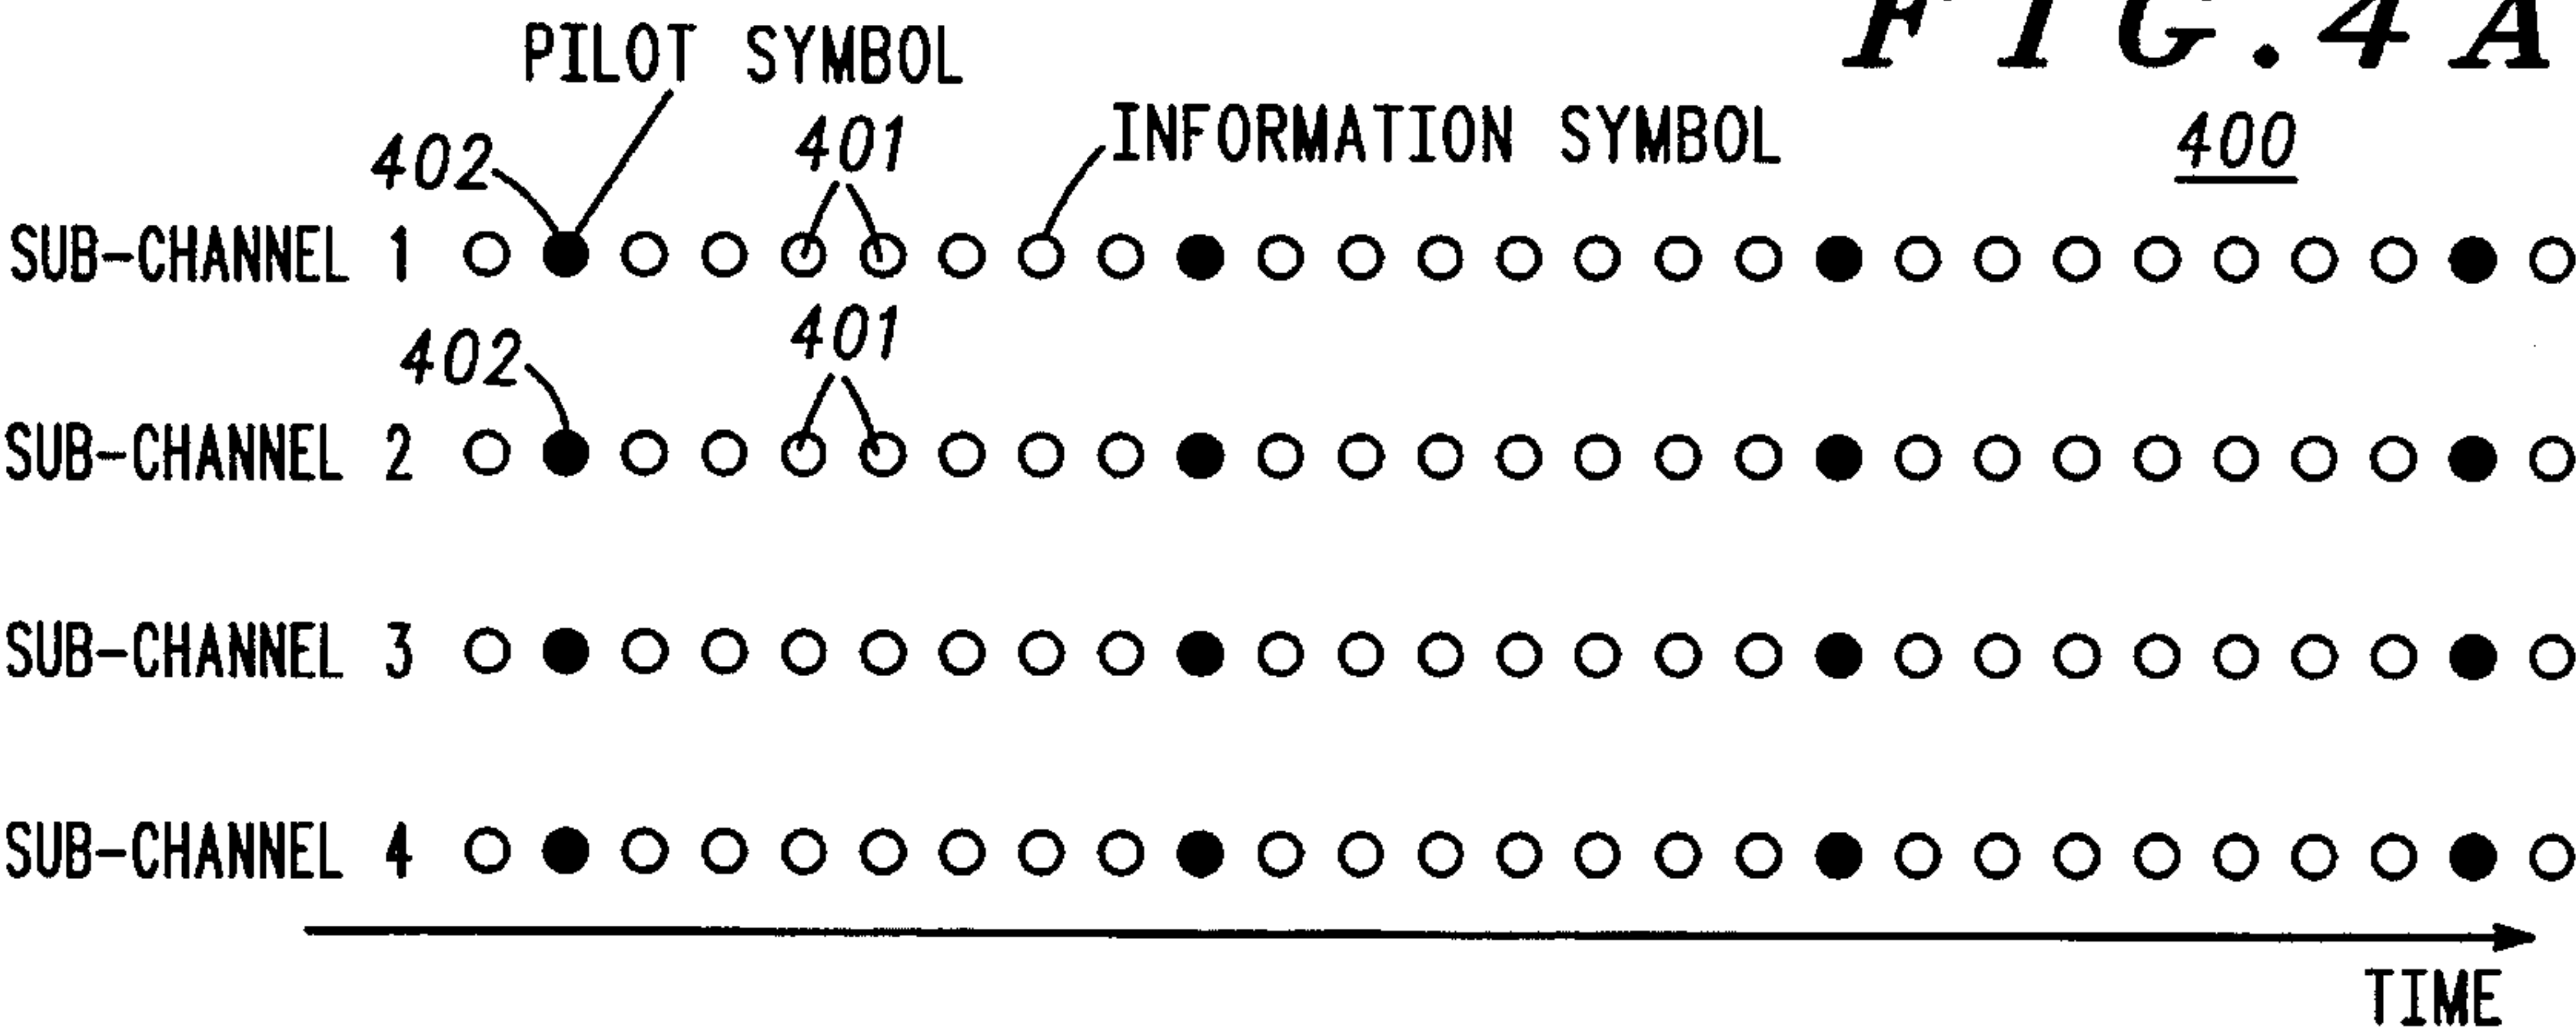 FIG. 4A
PILOT SYMBOL
INFORMATION SYMBOL
400
402
401
SUB-CHANNEL 1
402
401
SUB-CHANNEL 2
SUB-CHANNEL 3
SUB-CHANNEL 4
TIME